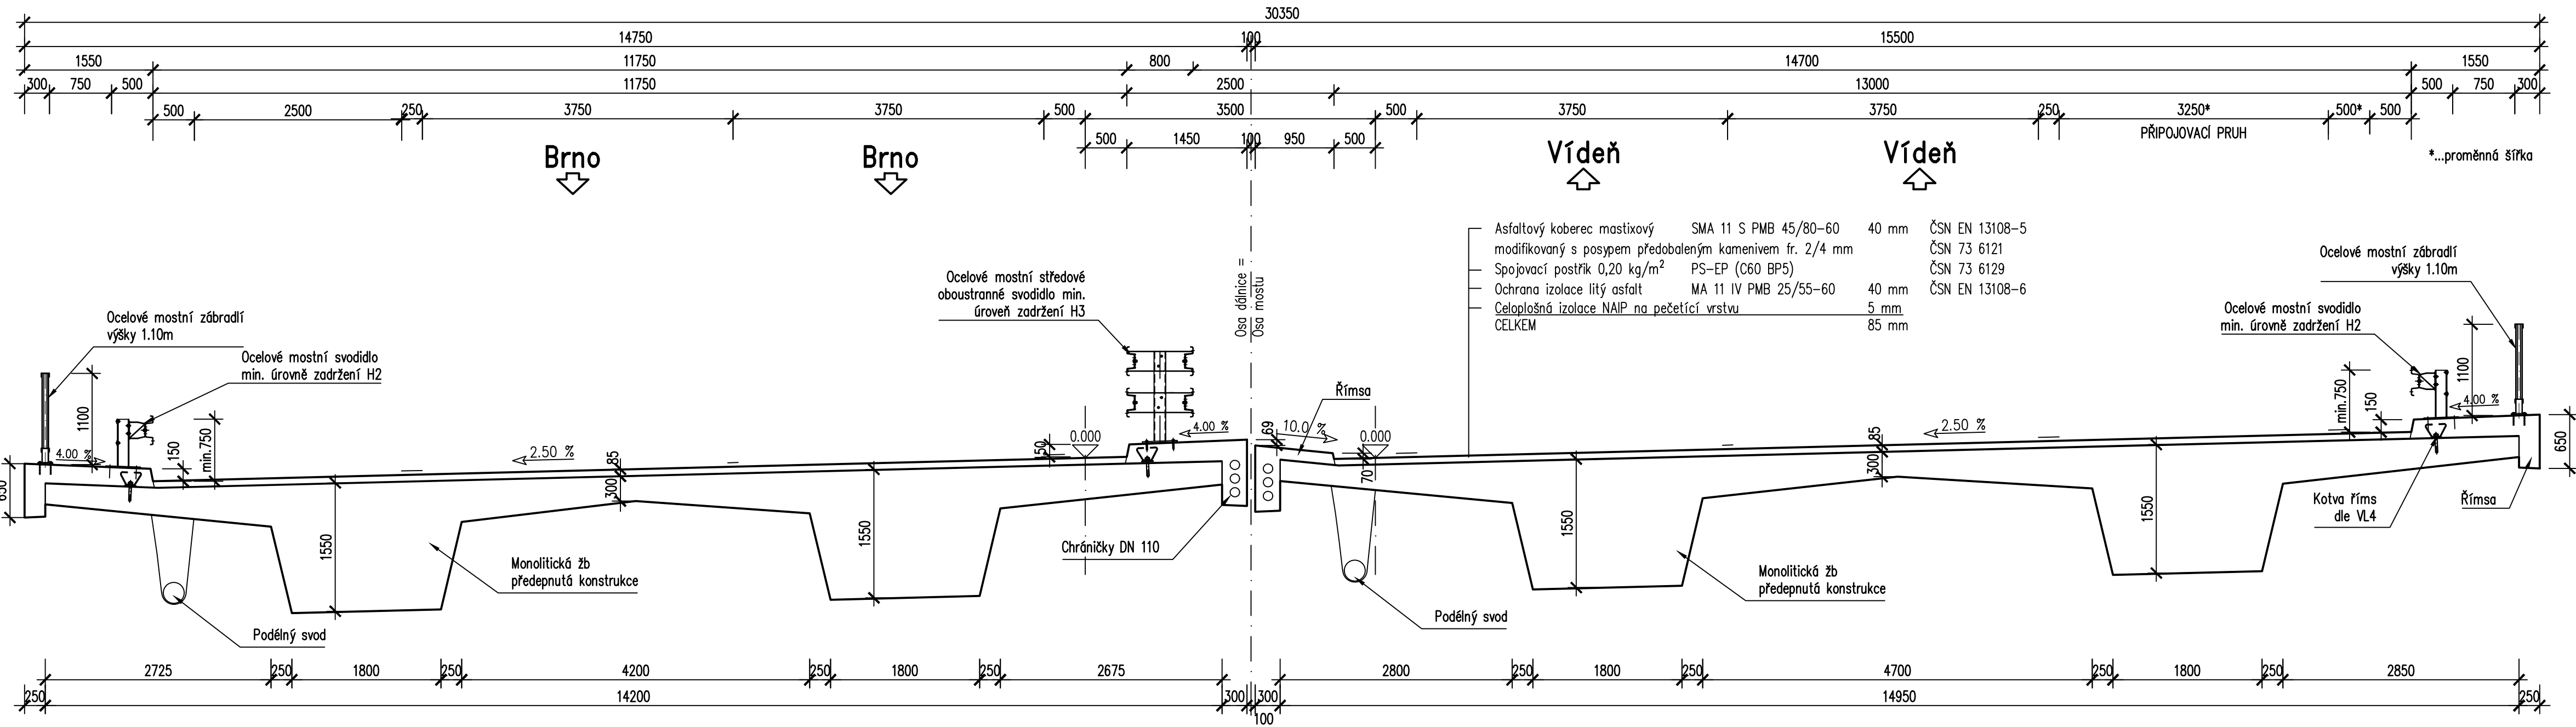 30350
14750 100 15500
1550 11750 800 14700 1550
300 750 500 11750 2500 13000 500 750 300
500 2500 250 3750 3750 500 3500 500 3750 3750 250 3250* 500* 500
PŘIPOJOVACÍ PRUH
500 1450 100 950 500
*...proměnná šířka
Brno Brno Vídeň Vídeň
Asfaltový koberec mastixový SMA 11 S PMB 45/80-60 40 mm ČSN EN 13108-5
modifikovaný s posypem předobaleným kamenivem fr. 2/4 mm ČSN 73 6121
Spojovací postřik 0,20 kg/m² PS-EP (C60 BP5) ČSN 73 6129
Ochrana izolace litý asfalt MA 11 IV PMB 25/55-60 40 mm ČSN EN 13108-6
Celoplošná izolace NAIP na pečetící vrstvu 5 mm
CELKEM 85 mm
Osa dálnice =
Osa mostu
Ocelové mostní zábradlí
výšky 1.10m
Ocelové mostní svodidlo
min. úrovně zadržení H2
Ocelové mostní středové
oboustranné svodidlo min.
úroveň zadržení H3
Ocelové mostní zábradlí
výšky 1.10m
Ocelové mostní svodidlo
min. úrovně zadržení H2
Římsa
1100
4.00 %
150
min.750
650
2.50 %
85
300
1550
1550
150
0.000
4.00 %
69
10.0 %
0.000
70
1550
2.50 %
85
300
1550
min.750
150
4.00 %
1100
650
Chráničky DN 110
Monolitická žb
předepnutá konstrukce
Podélný svod
Monolitická žb
předepnutá konstrukce
Podélný svod
Kotva říms
dle VL4
Římsa
2725 250 1800 250 4200 250 1800 250 2675 2800 250 1800 250 4700 250 1800 250 2850
250 14200 300 300 14950 250
100